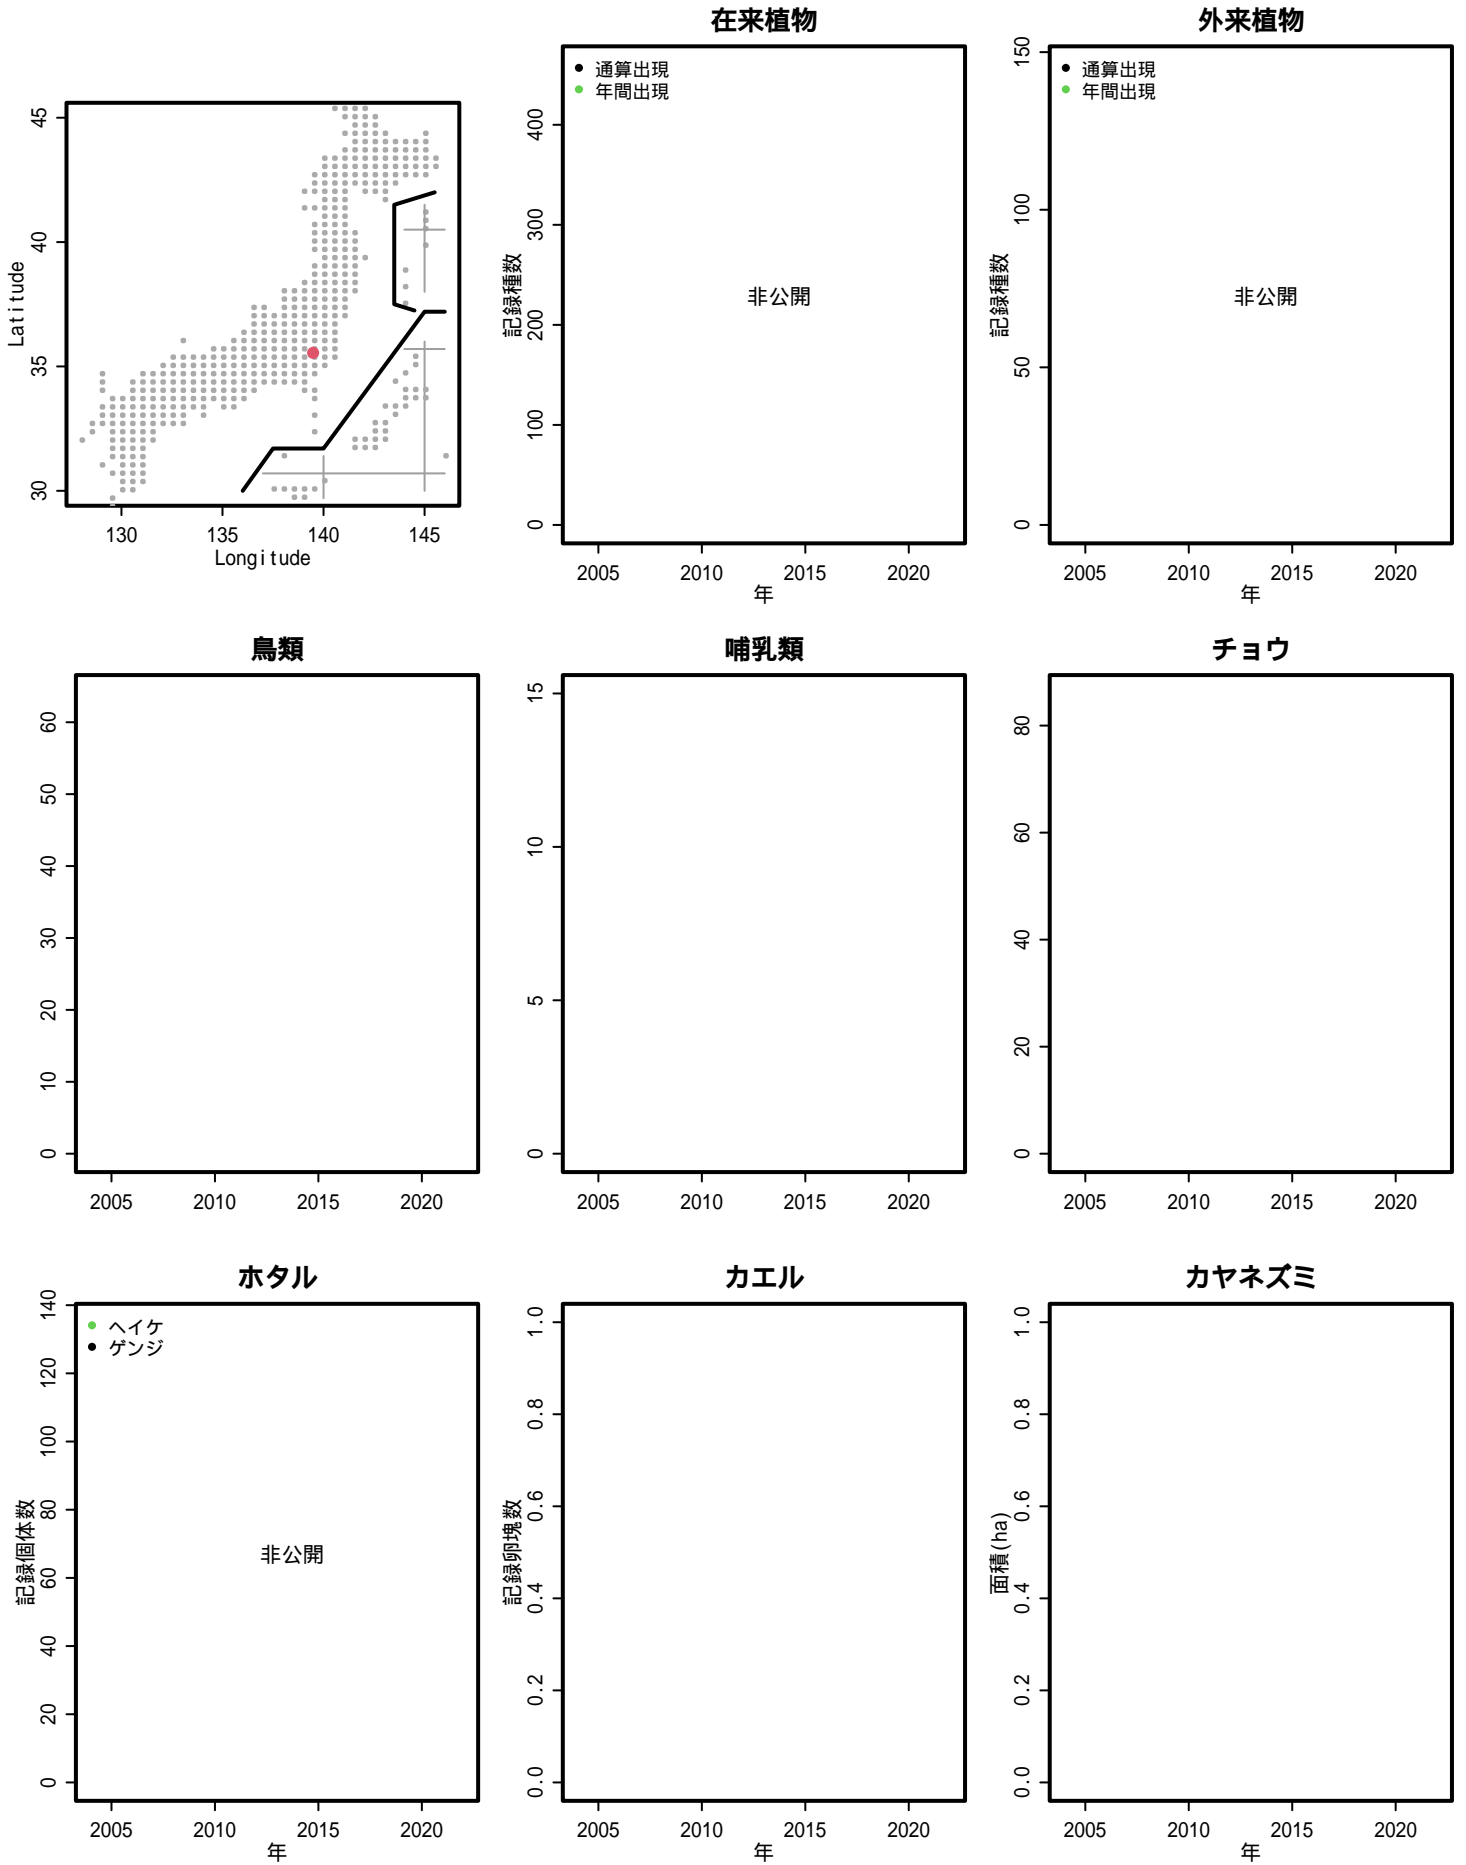 在来植物
通算出現
年間出現
記録種数
0
100
200
300
400
非公開
2005 2010 2015 2020
年
外来植物
通算出現
年間出現
記録種数
0
50
100
150
非公開
2005 2010 2015 2020
年
Latitude
30
35
40
45
130 135 140 145
Longitude
鳥類
0
10
20
30
40
50
60
2005 2010 2015 2020
哺乳類
0
5
10
15
2005 2010 2015 2020
チョウ
0
20
40
60
80
2005 2010 2015 2020
ホタル
ヘイケ
ゲンジ
記録個体数
0
20
40
60
80
100
120
140
非公開
2005 2010 2015 2020
年
カエル
記録卵塊数
0.0
0.2
0.4
0.6
0.8
1.0
2005 2010 2015 2020
年
カヤネズミ
面積(ha)
0.0
0.2
0.4
0.6
0.8
1.0
2005 2010 2015 2020
年